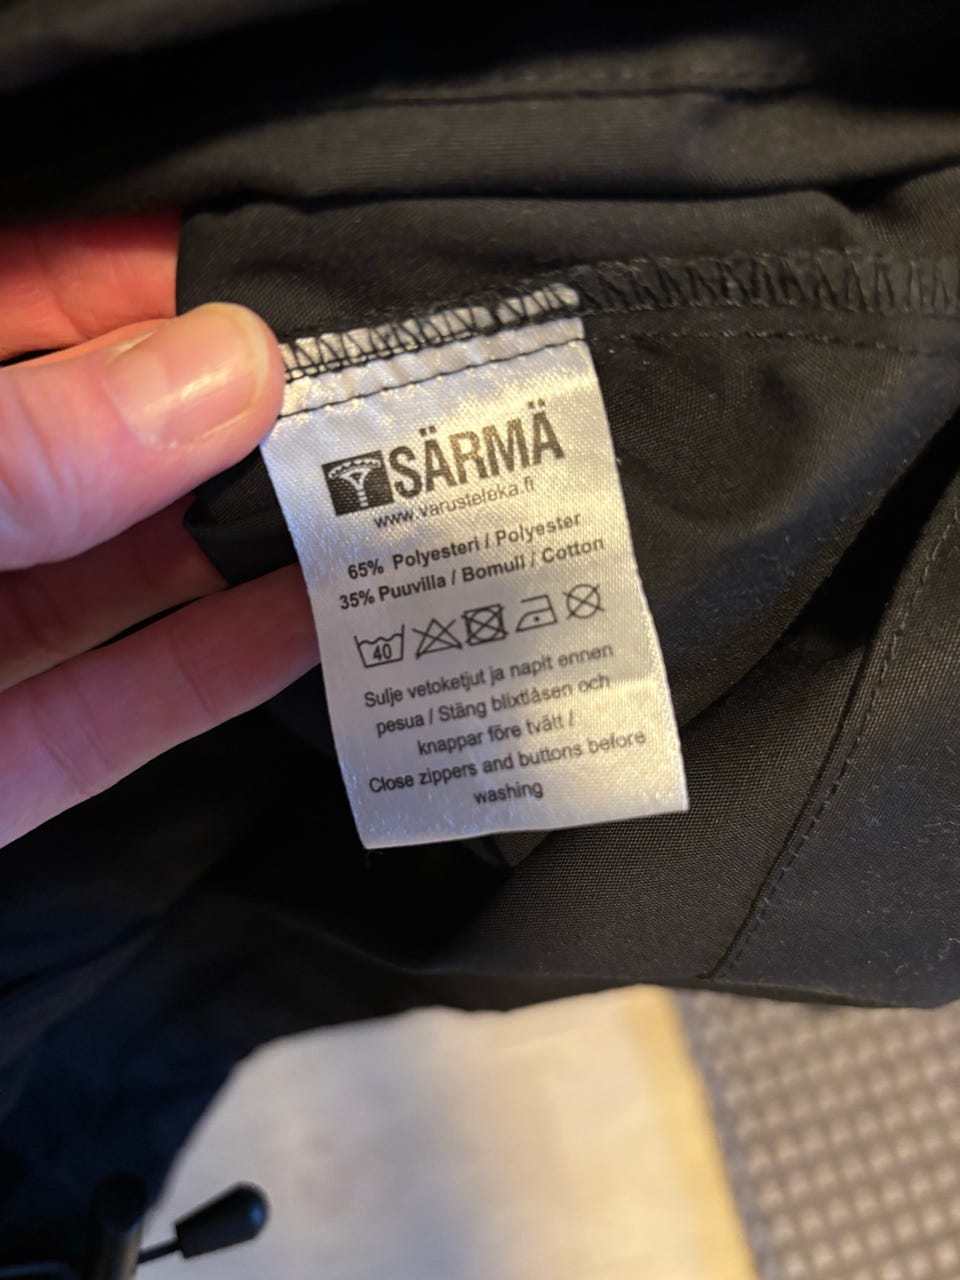 SÄRMÄ
www.varusteleka.fi
65% Polyesteri / Polyester
35% Puuvilla / Bomull / Cotton
40
Sulje vetoketjut ja napit ennen
pesua / Stäng blixtlåsen och
knappar före tvätt /
Close zippers and buttons before
washing